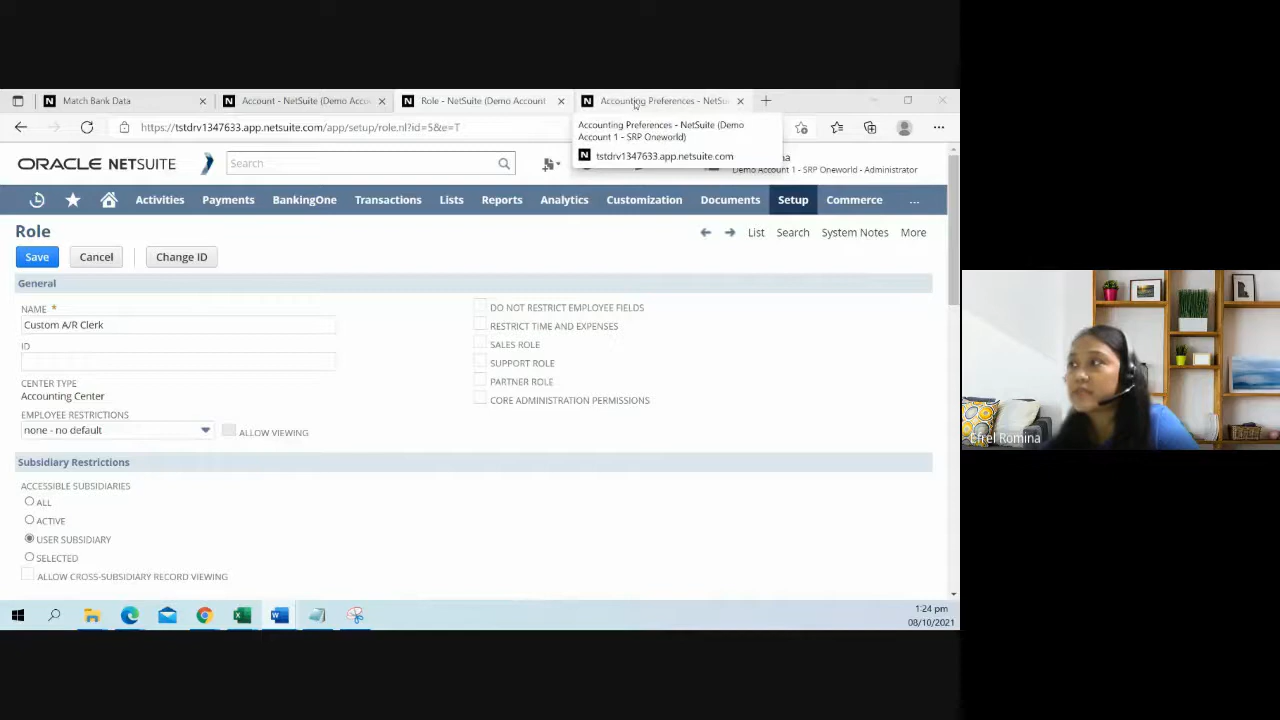 Match Bank Data
Account - NetSuite (Demo Accou
Role - NetSuite (Demo Account
Accounting Preferences - NetSui
https://tstdrv1347633.app.netsuite.com/app/setup/role.nl?id=5&e=T
Accounting Preferences - NetSuite (Demo
Account 1 - SRP Oneworld)
tstdrv1347633.app.netsuite.com
ORACLE NETSUITE
Search
Demo Account 1 - SRP Oneworld - Administrator
Activities
Payments
BankingOne
Transactions
Lists
Reports
Analytics
Customization
Documents
Setup
Commerce
...
Role
List
Search
System Notes
More
Save
Cancel
Change ID
General
NAME *
Custom A/R Clerk
ID
CENTER TYPE
Accounting Center
EMPLOYEE RESTRICTIONS
none - no default
ALLOW VIEWING
DO NOT RESTRICT EMPLOYEE FIELDS
RESTRICT TIME AND EXPENSES
SALES ROLE
SUPPORT ROLE
PARTNER ROLE
CORE ADMINISTRATION PERMISSIONS
Subsidiary Restrictions
ACCESSIBLE SUBSIDIARIES
ALL
ACTIVE
USER SUBSIDIARY
SELECTED
ALLOW CROSS-SUBSIDIARY RECORD VIEWING
1:24 pm
08/10/2021
Efrel Romina